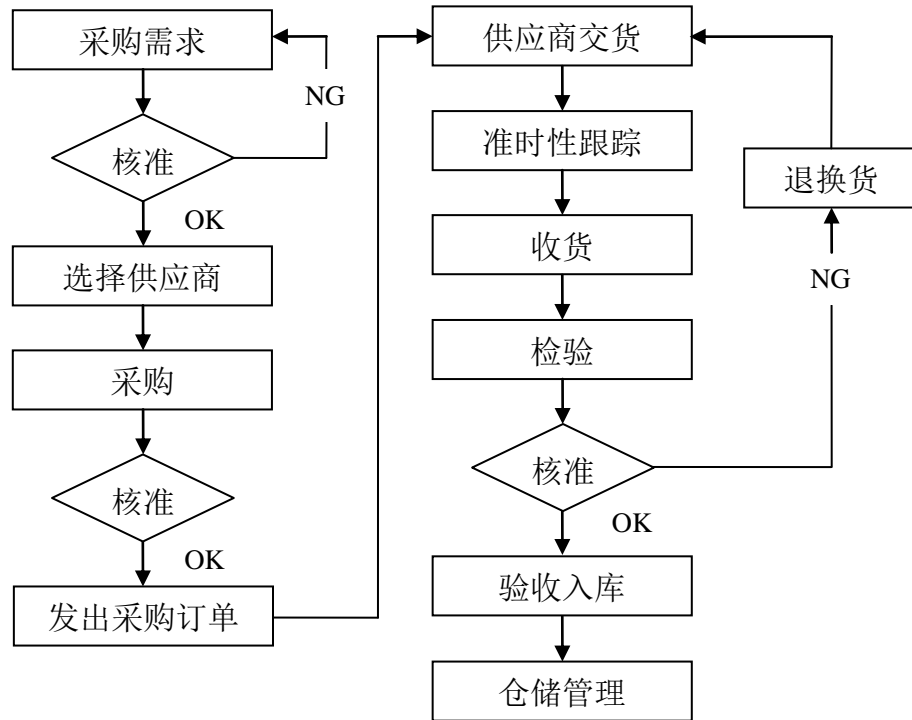 采购需求
NG
核准
OK
选择供应商
采购
核准
OK
发出采购订单
供应商交货
准时性跟踪
退换货
收货
NG
检验
核准
OK
验收入库
仓储管理